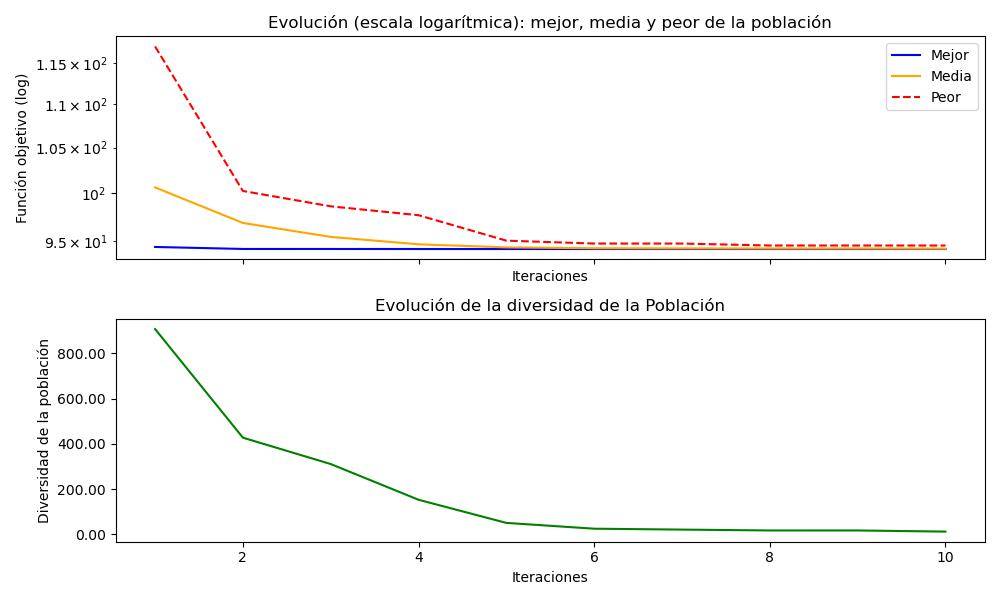 Evolución (escala logarítmica): mejor, media y peor de la población
Función objetivo (log)
1.15 × 10²
1.1 × 10²
1.05 × 10²
10²
9.5 × 10¹
Mejor
Media
Peor
Iteraciones
Evolución de la diversidad de la Población
Diversidad de la población
800.00
600.00
400.00
200.00
0.00
2 4 6 8 10
Iteraciones